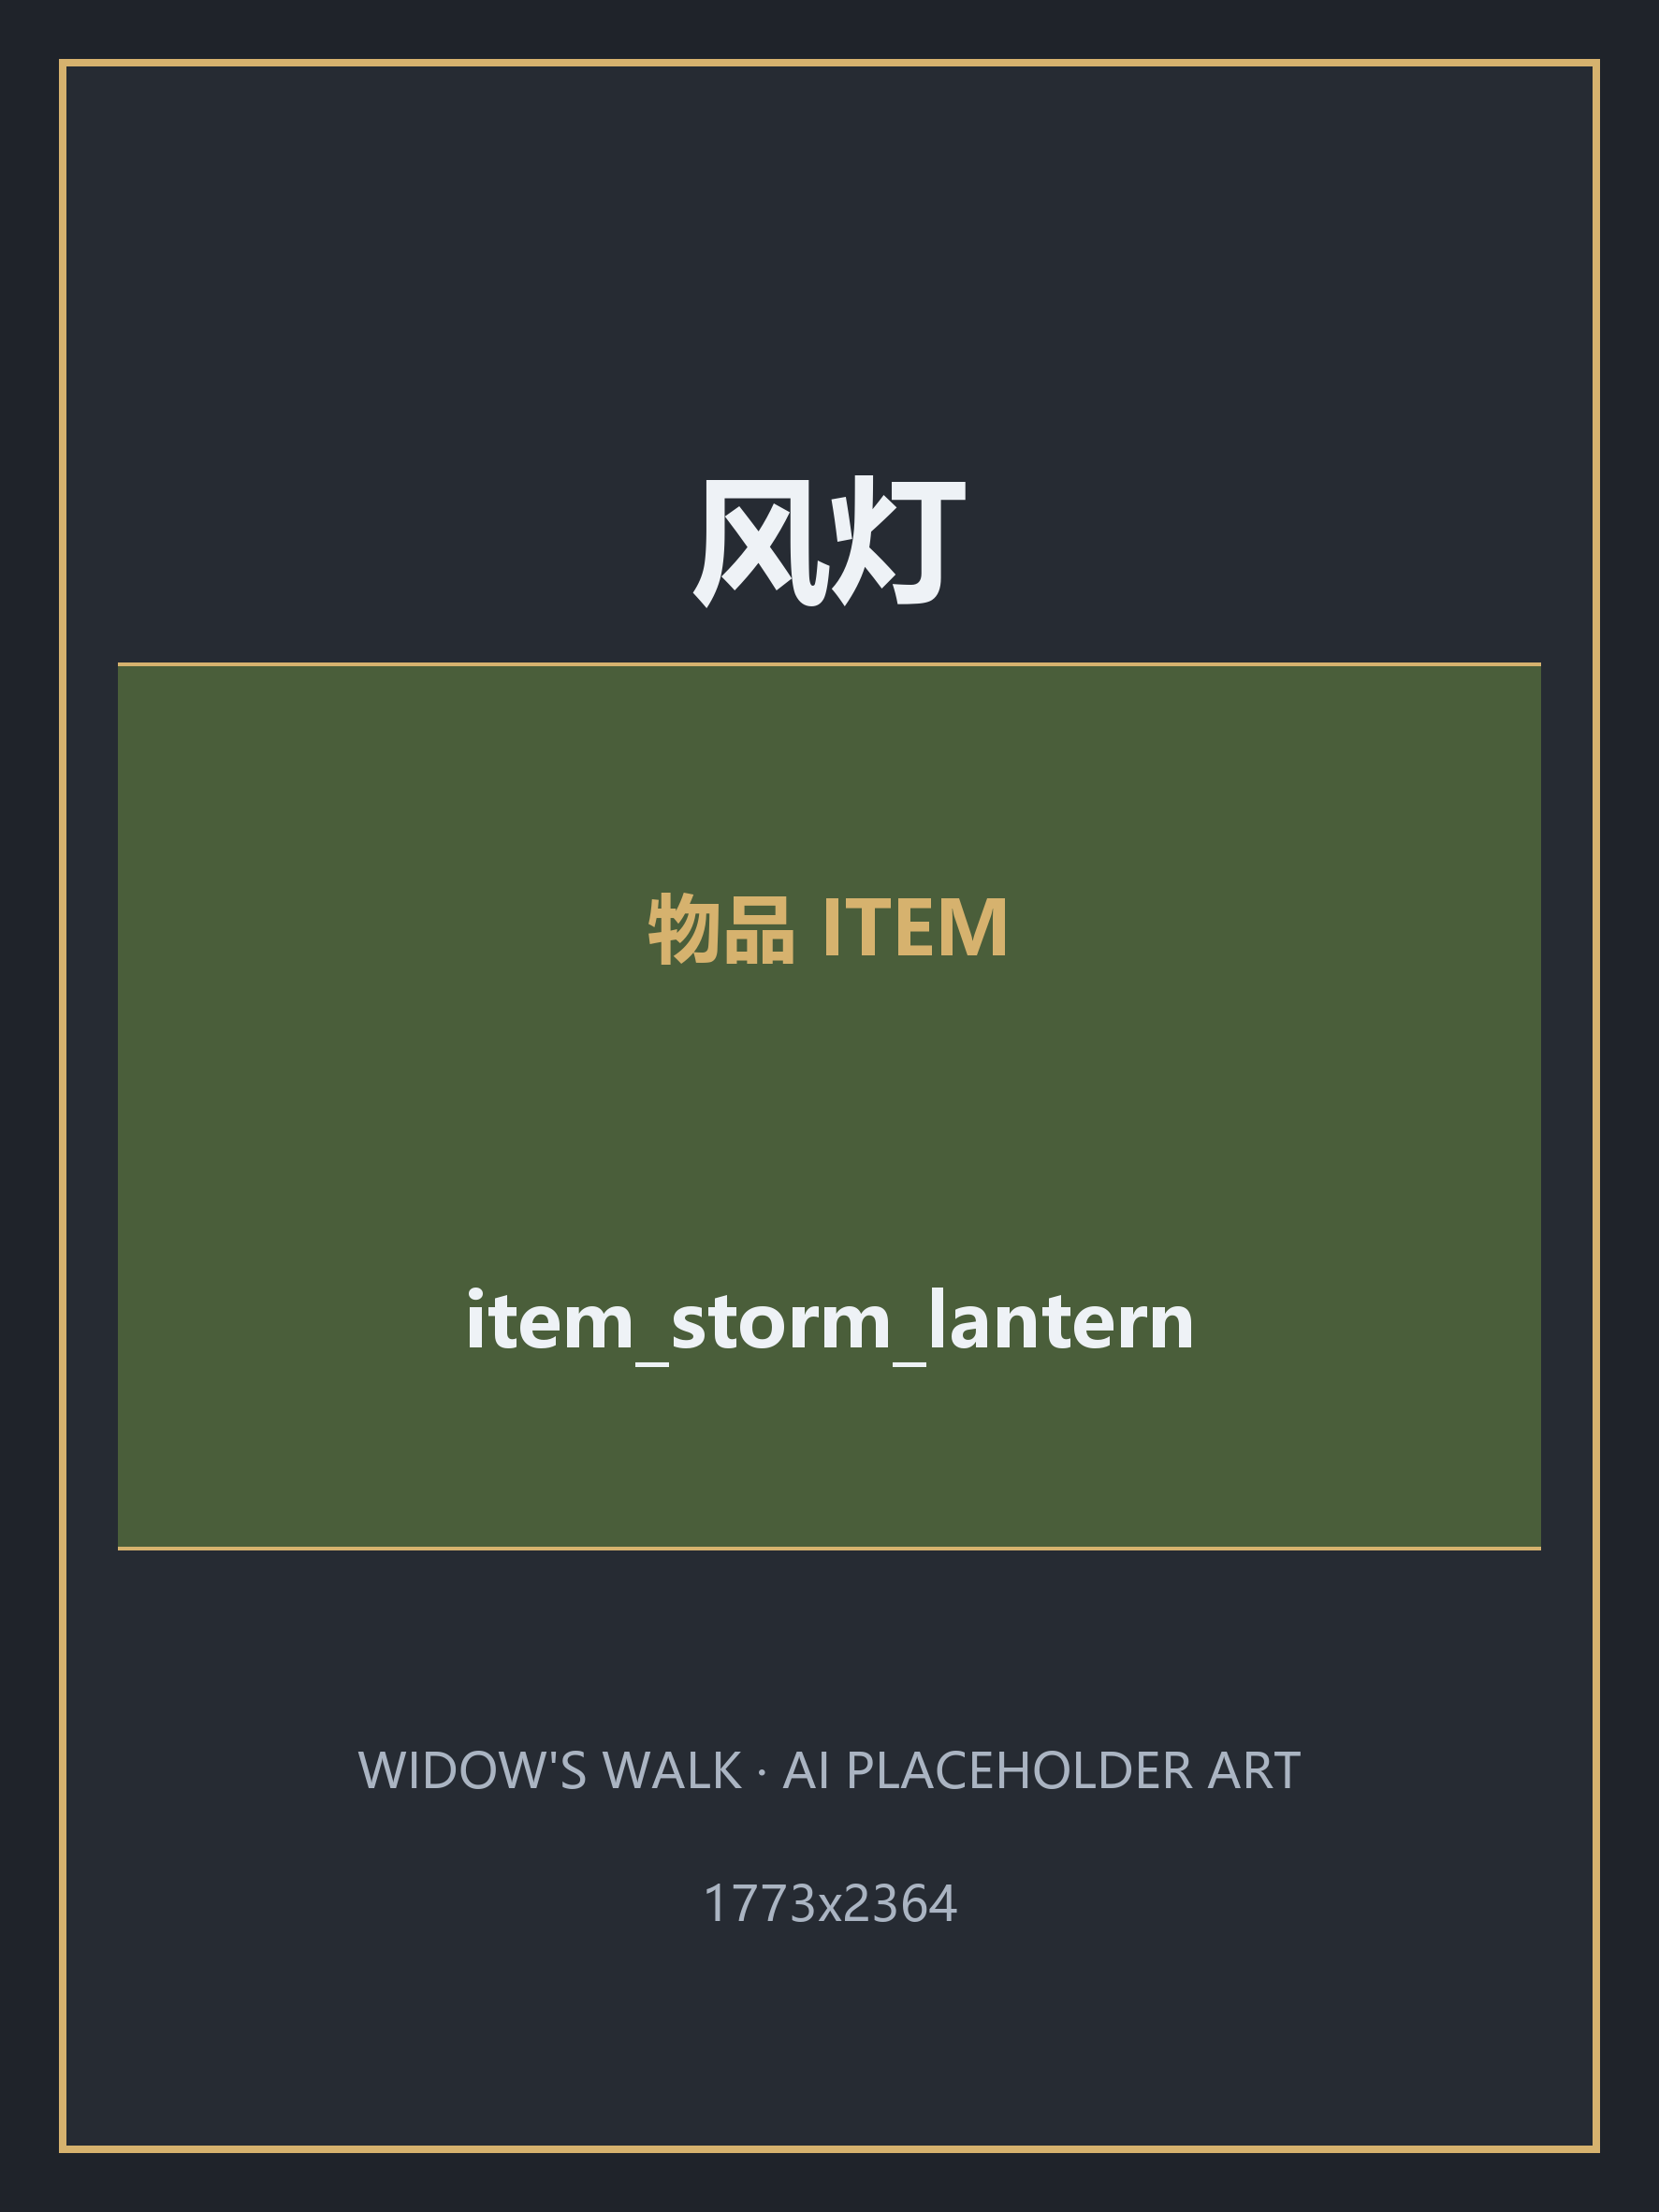 风灯
物品 ITEM
item_storm_lantern
WIDOW'S WALK · AI PLACEHOLDER ART
1773x2364